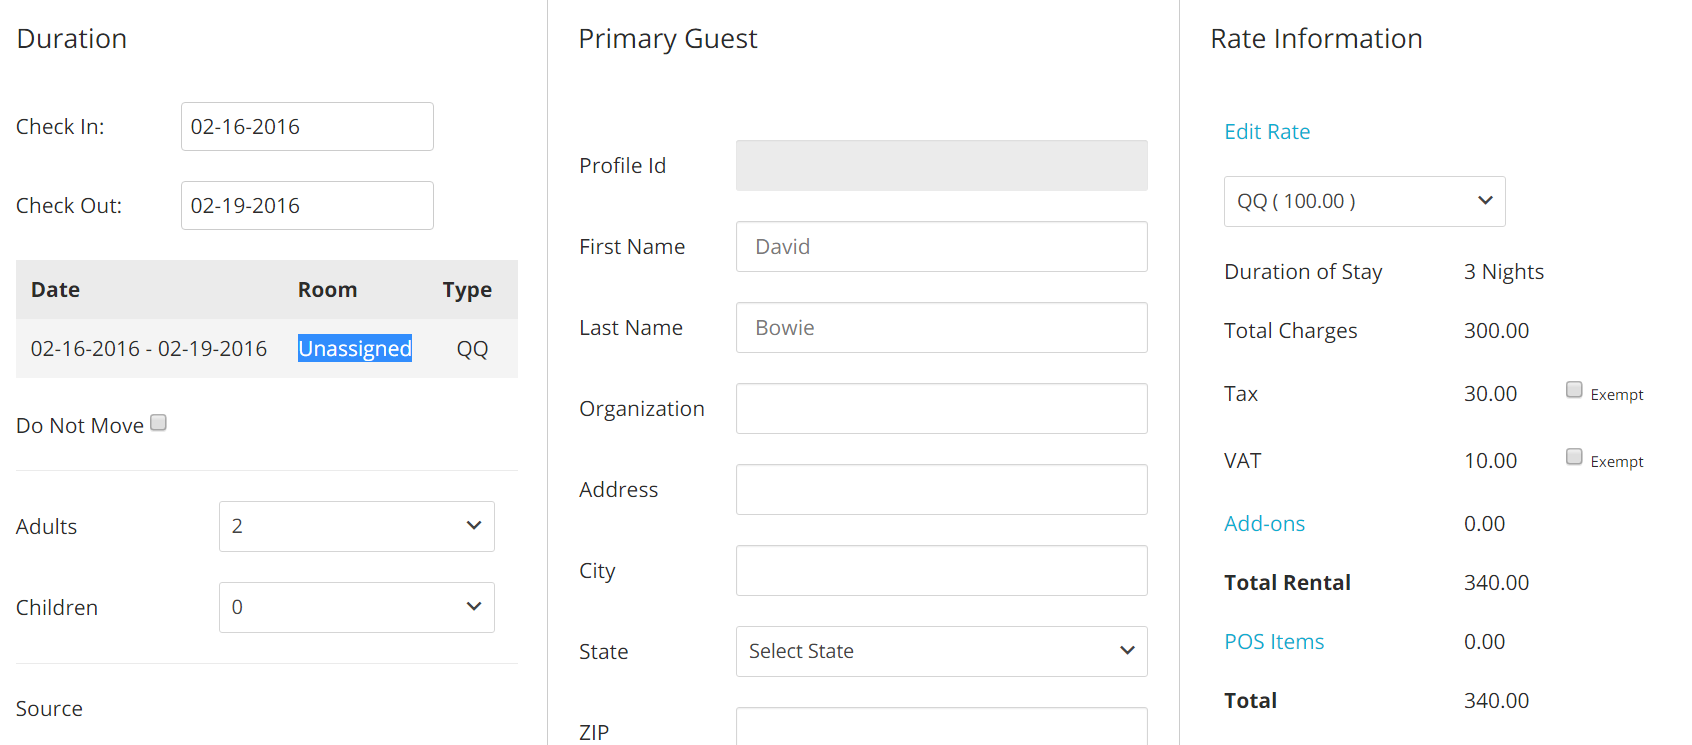 Duration
Check In:
02-16-2016
Check Out:
02-19-2016
Date Room Type
02-16-2016 - 02-19-2016 Unassigned QQ
Do Not Move
Adults
2
Children
0
Source
Primary Guest
Profile Id
First Name
David
Last Name
Bowie
Organization
Address
City
State
Select State
ZIP
Rate Information
Edit Rate
QQ ( 100.00 )
Duration of Stay 3 Nights
Total Charges 300.00
Tax 30.00 Exempt
VAT 10.00 Exempt
Add-ons 0.00
Total Rental 340.00
POS Items 0.00
Total 340.00